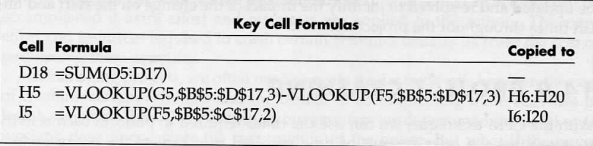 Key Cell Formulas
Cell Formula Copied to
D18 =SUM(D5:D17) —
H5 =VLOOKUP(G5,$B$5:$D$17,3)-VLOOKUP(F5,$B$5:$D$17,3) H6:H20
I5 =VLOOKUP(F5,$B$5:$C$17,2) I6:I20